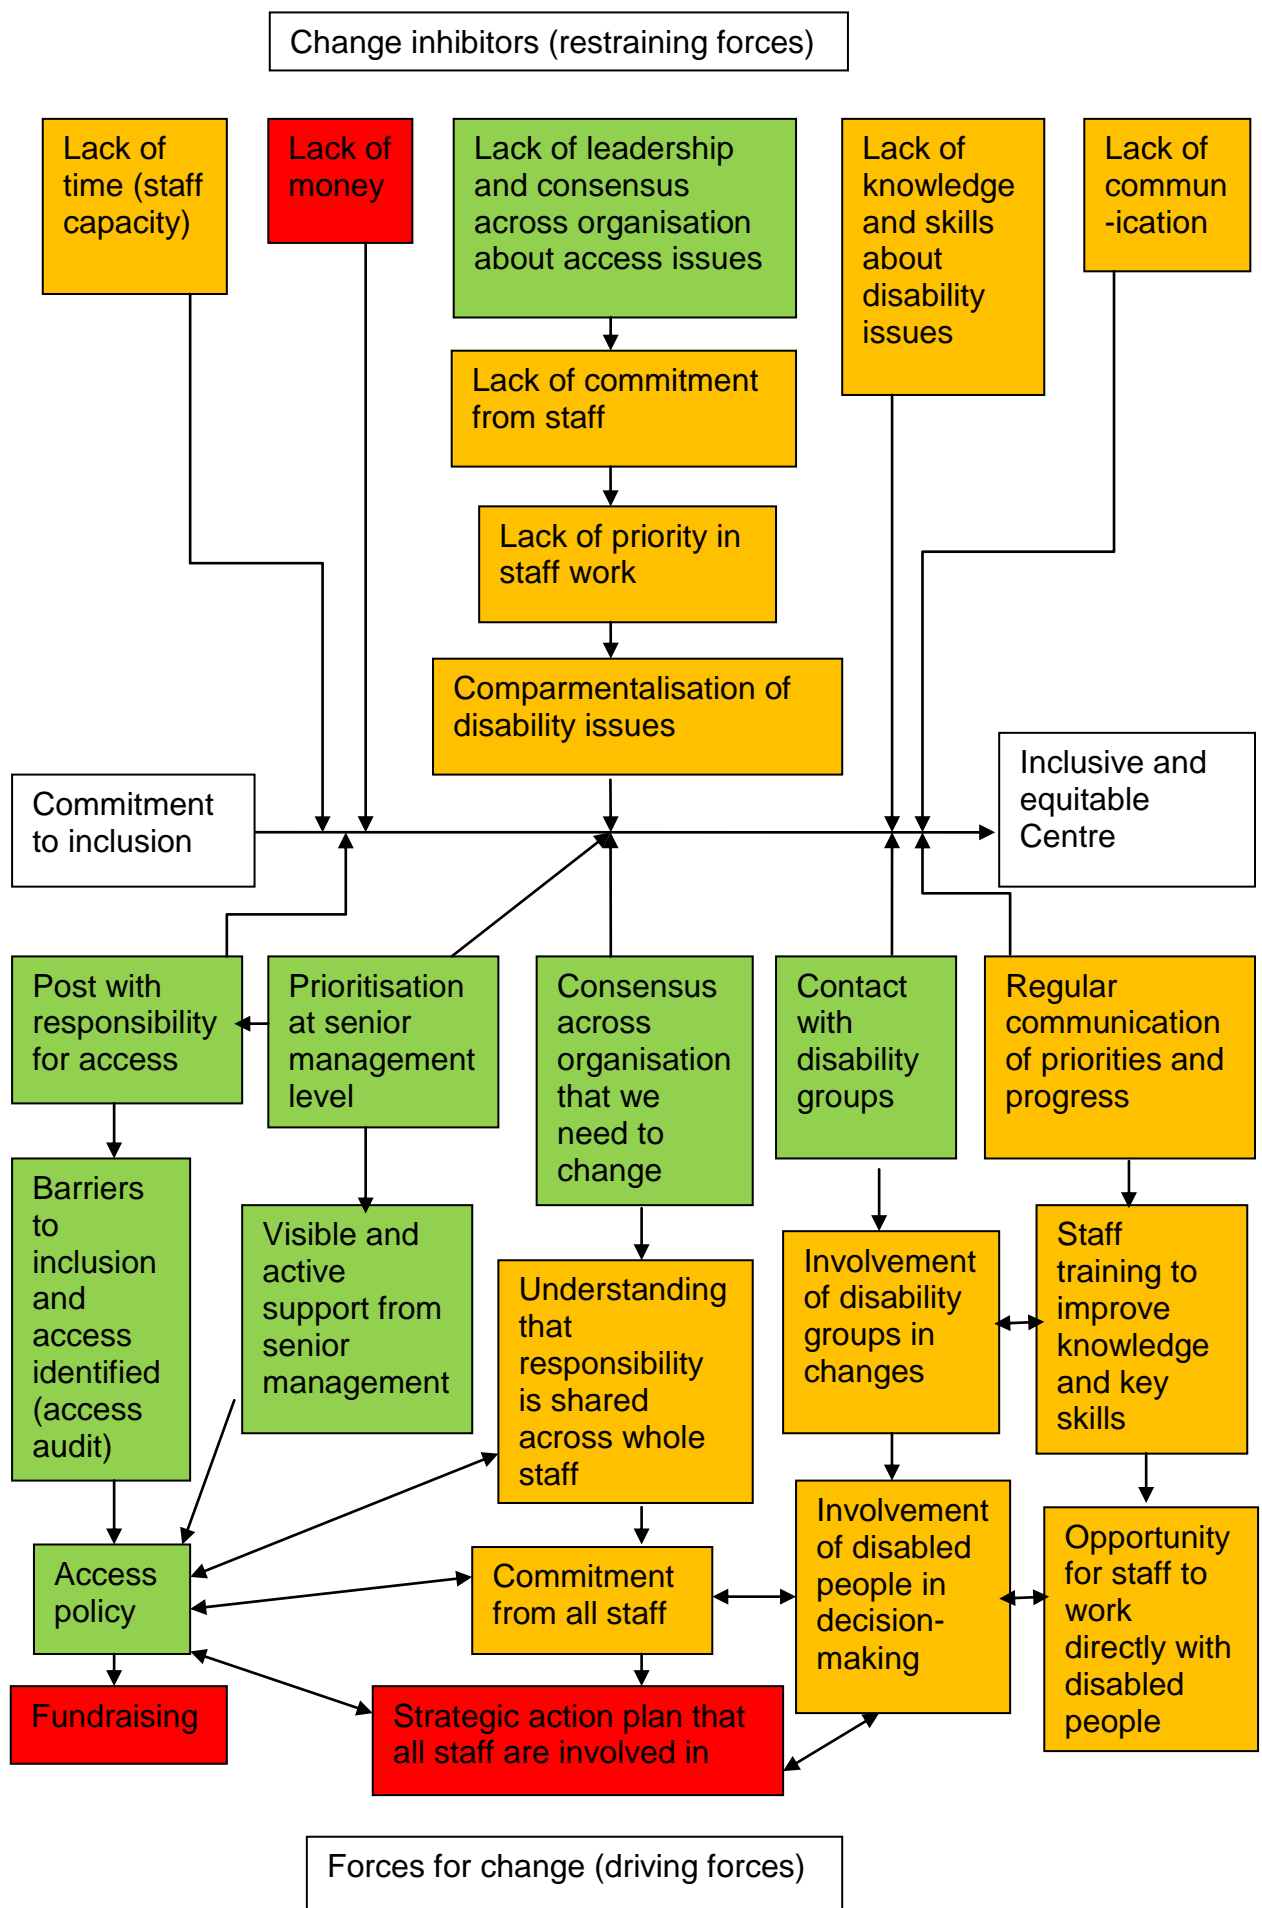 Change inhibitors (restraining forces)
Lack of
time (staff
capacity)
Lack of
money
Lack of leadership
and consensus
across organisation
about access issues
Lack of
knowledge
and skills
about
disability
issues
Lack of
commun
-ication
Lack of commitment
from staff
Lack of priority in
staff work
Comparmentalisation of
disability issues
Commitment
to inclusion
Inclusive and
equitable
Centre
Post with
responsibility
for access
Prioritisation
at senior
management
level
Consensus
across
organisation
that we
need to
change
Contact
with
disability
groups
Regular
communication
of priorities and
progress
Barriers
to
inclusion
and
access
identified
(access
audit)
Visible and
active
support from
senior
management
Understanding
that
responsibility
is shared
across whole
staff
Involvement
of disability
groups in
changes
Staff
training to
improve
knowledge
and key
skills
Access
policy
Commitment
from all staff
Involvement
of disabled
people in
decision-
making
Opportunity
for staff to
work
directly with
disabled
people
Fundraising
Strategic action plan that
all staff are involved in
Forces for change (driving forces)